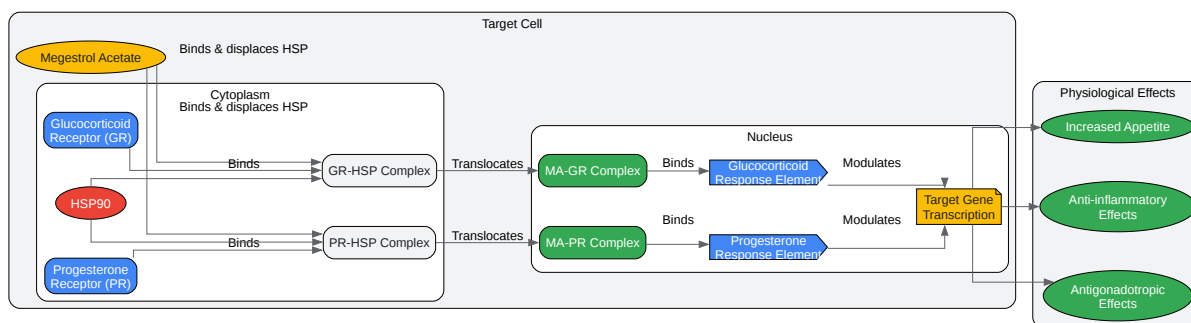 Target Cell
Binds & displaces HSP
Megestrol Acetate
Cytoplasm
Binds & displaces HSP
Glucocorticoid
Receptor (GR)
Binds
GR-HSP Complex
Translocates
HSP90
Binds
PR-HSP Complex
Translocates
Progesterone
Receptor (PR)
Nucleus
MA-GR Complex
Binds
Glucocorticoid
Response Element
Modulates
Target Gene
Transcription
MA-PR Complex
Binds
Progesterone
Response Element
Modulates
Physiological Effects
Increased Appetite
Anti-inflammatory
Effects
Antigonadotropic
Effects